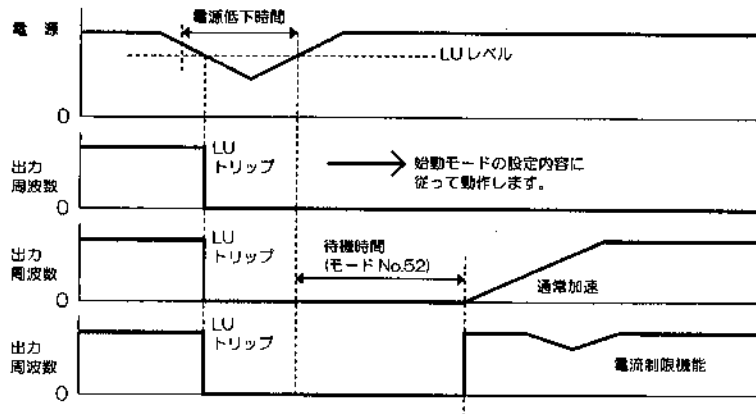 電源低下時間
電 源
LUレベル
0
LU
トリップ
出力
周波数
始動モードの設定内容に
従って動作します。
0
LU
トリップ
出力
周波数
待機時間
(モードNo.52)
通常加速
0
LU
トリップ
出力
周波数
電流制限機能
0